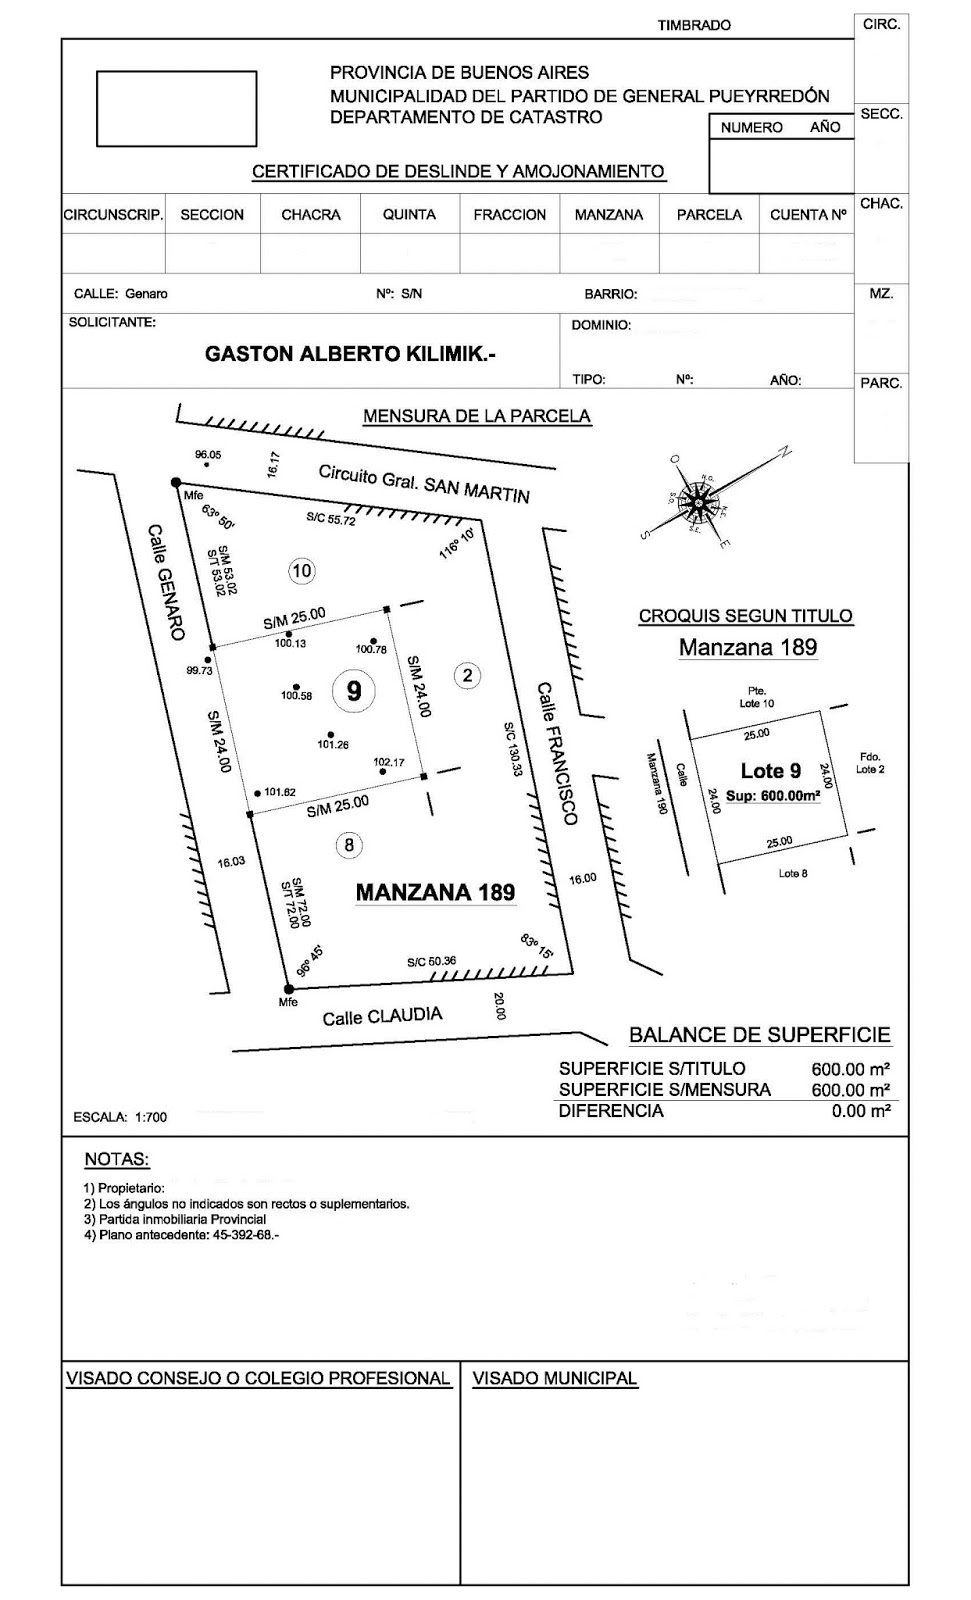 TIMBRADO
CIRC.
PROVINCIA DE BUENOS AIRES
MUNICIPALIDAD DEL PARTIDO DE GENERAL PUEYRREDÓN
DEPARTAMENTO DE CATASTRO
SECC.
NUMERO AÑO
CERTIFICADO DE DESLINDE Y AMOJONAMIENTO
CHAC.
CIRCUNSCRIP. SECCION CHACRA QUINTA FRACCION MANZANA PARCELA CUENTA Nº
CALLE: Genaro Nº: S/N BARRIO:
MZ.
SOLICITANTE:
DOMINIO:
GASTON ALBERTO KILIMIK.-
TIPO: Nº: AÑO:
PARC.
MENSURA DE LA PARCELA
96.05
16.17
Circuito Gral. SAN MARTIN
Mfe
63º 50'
S/C 55.72
116º 10'
Calle GENARO
S/M 53.02
S/T 53.02
10
S/M 25.00
100.13
100.78
99.73
100.58
9
S/M 24.00
2
S/M 24.00
101.26
102.17
101.62
S/M 25.00
S/C 130.33
Calle FRANCISCO
8
16.03
S/M 72.00
S/T 72.00
MANZANA 189
16.00
96º 45'
83º 15'
S/C 50.36
Mfe
Calle CLAUDIA
20.00
N
O
S
E
N.O.
N.E.
S.O.
S.E.
CROQUIS SEGUN TITULO
Manzana 189
Pte.
Lote 10
25.00
Manzana 190
Calle
24.00
Lote 9
Sup: 600.00m²
24.00
Fdo.
Lote 2
25.00
Lote 8
BALANCE DE SUPERFICIE
SUPERFICIE S/TITULO 600.00 m²
SUPERFICIE S/MENSURA 600.00 m²
DIFERENCIA 0.00 m²
ESCALA: 1:700
NOTAS:
1) Propietario:
2) Los ángulos no indicados son rectos o suplementarios.
3) Partida inmobiliaria Provincial
4) Plano antecedente: 45-392-68.-
VISADO CONSEJO O COLEGIO PROFESIONAL
VISADO MUNICIPAL